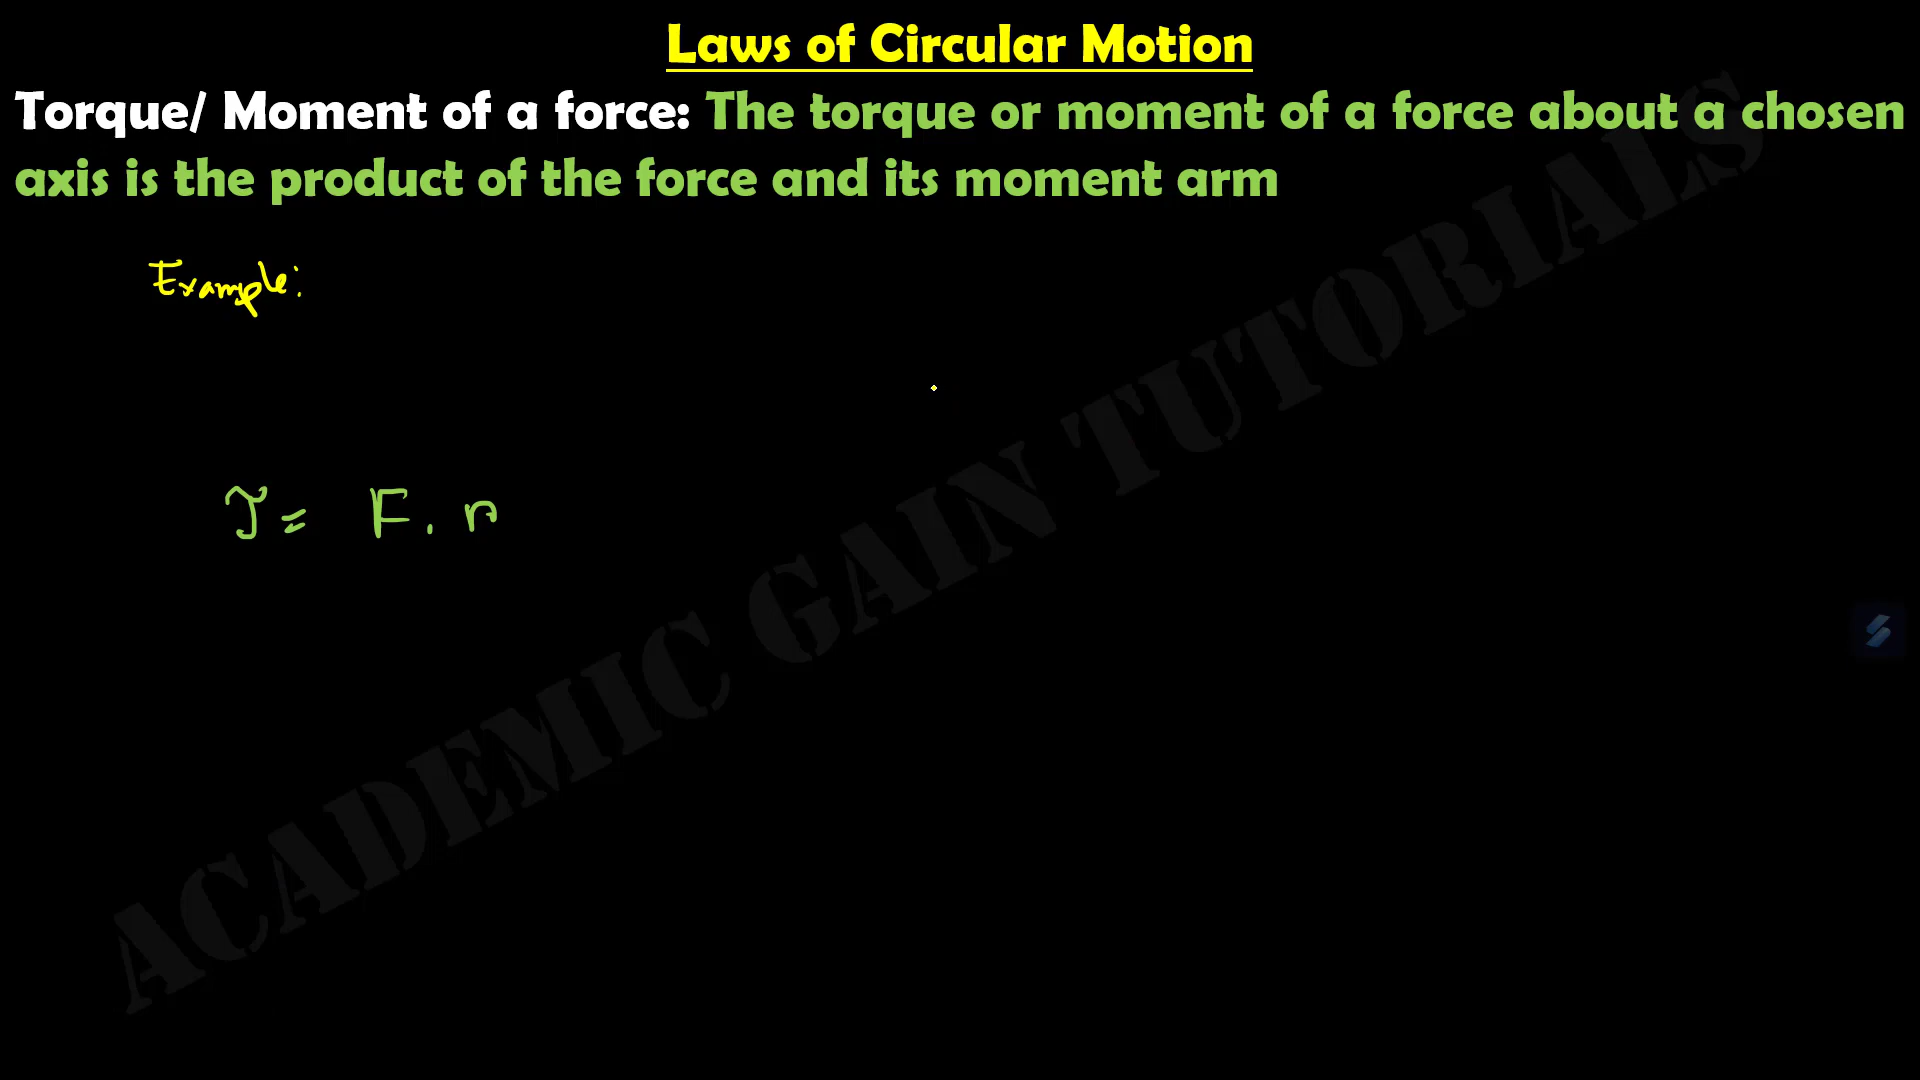 Laws of Circular Motion
Torque/ Moment of a force: The torque or moment of a force about a chosen
axis is the product of the force and its moment arm
Example:
τ = F . r
ACADEMIC GAIN TUTORIALS